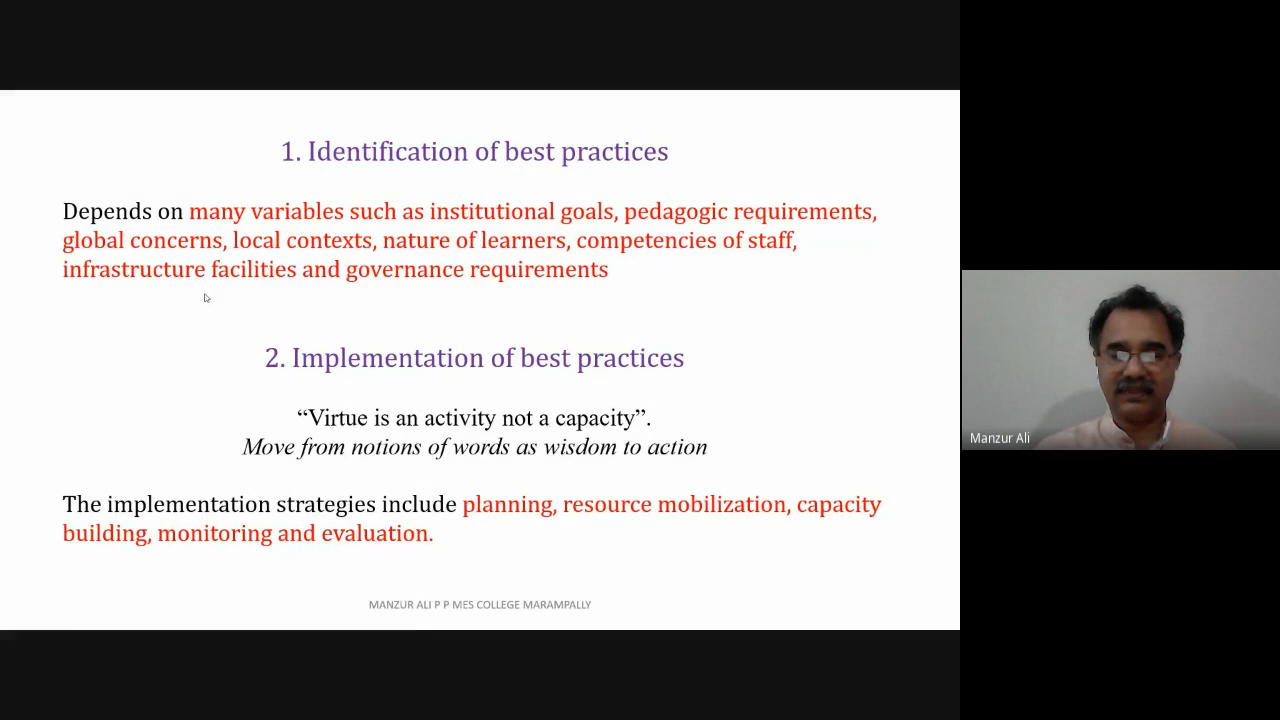 1. Identification of best practices
Depends on many variables such as institutional goals, pedagogic requirements,
global concerns, local contexts, nature of learners, competencies of staff,
infrastructure facilities and governance requirements
2. Implementation of best practices
“Virtue is an activity not a capacity”.
Move from notions of words as wisdom to action
The implementation strategies include planning, resource mobilization, capacity
building, monitoring and evaluation.
MANZUR ALI P P MES COLLEGE MARAMPALLY
Manzur Ali